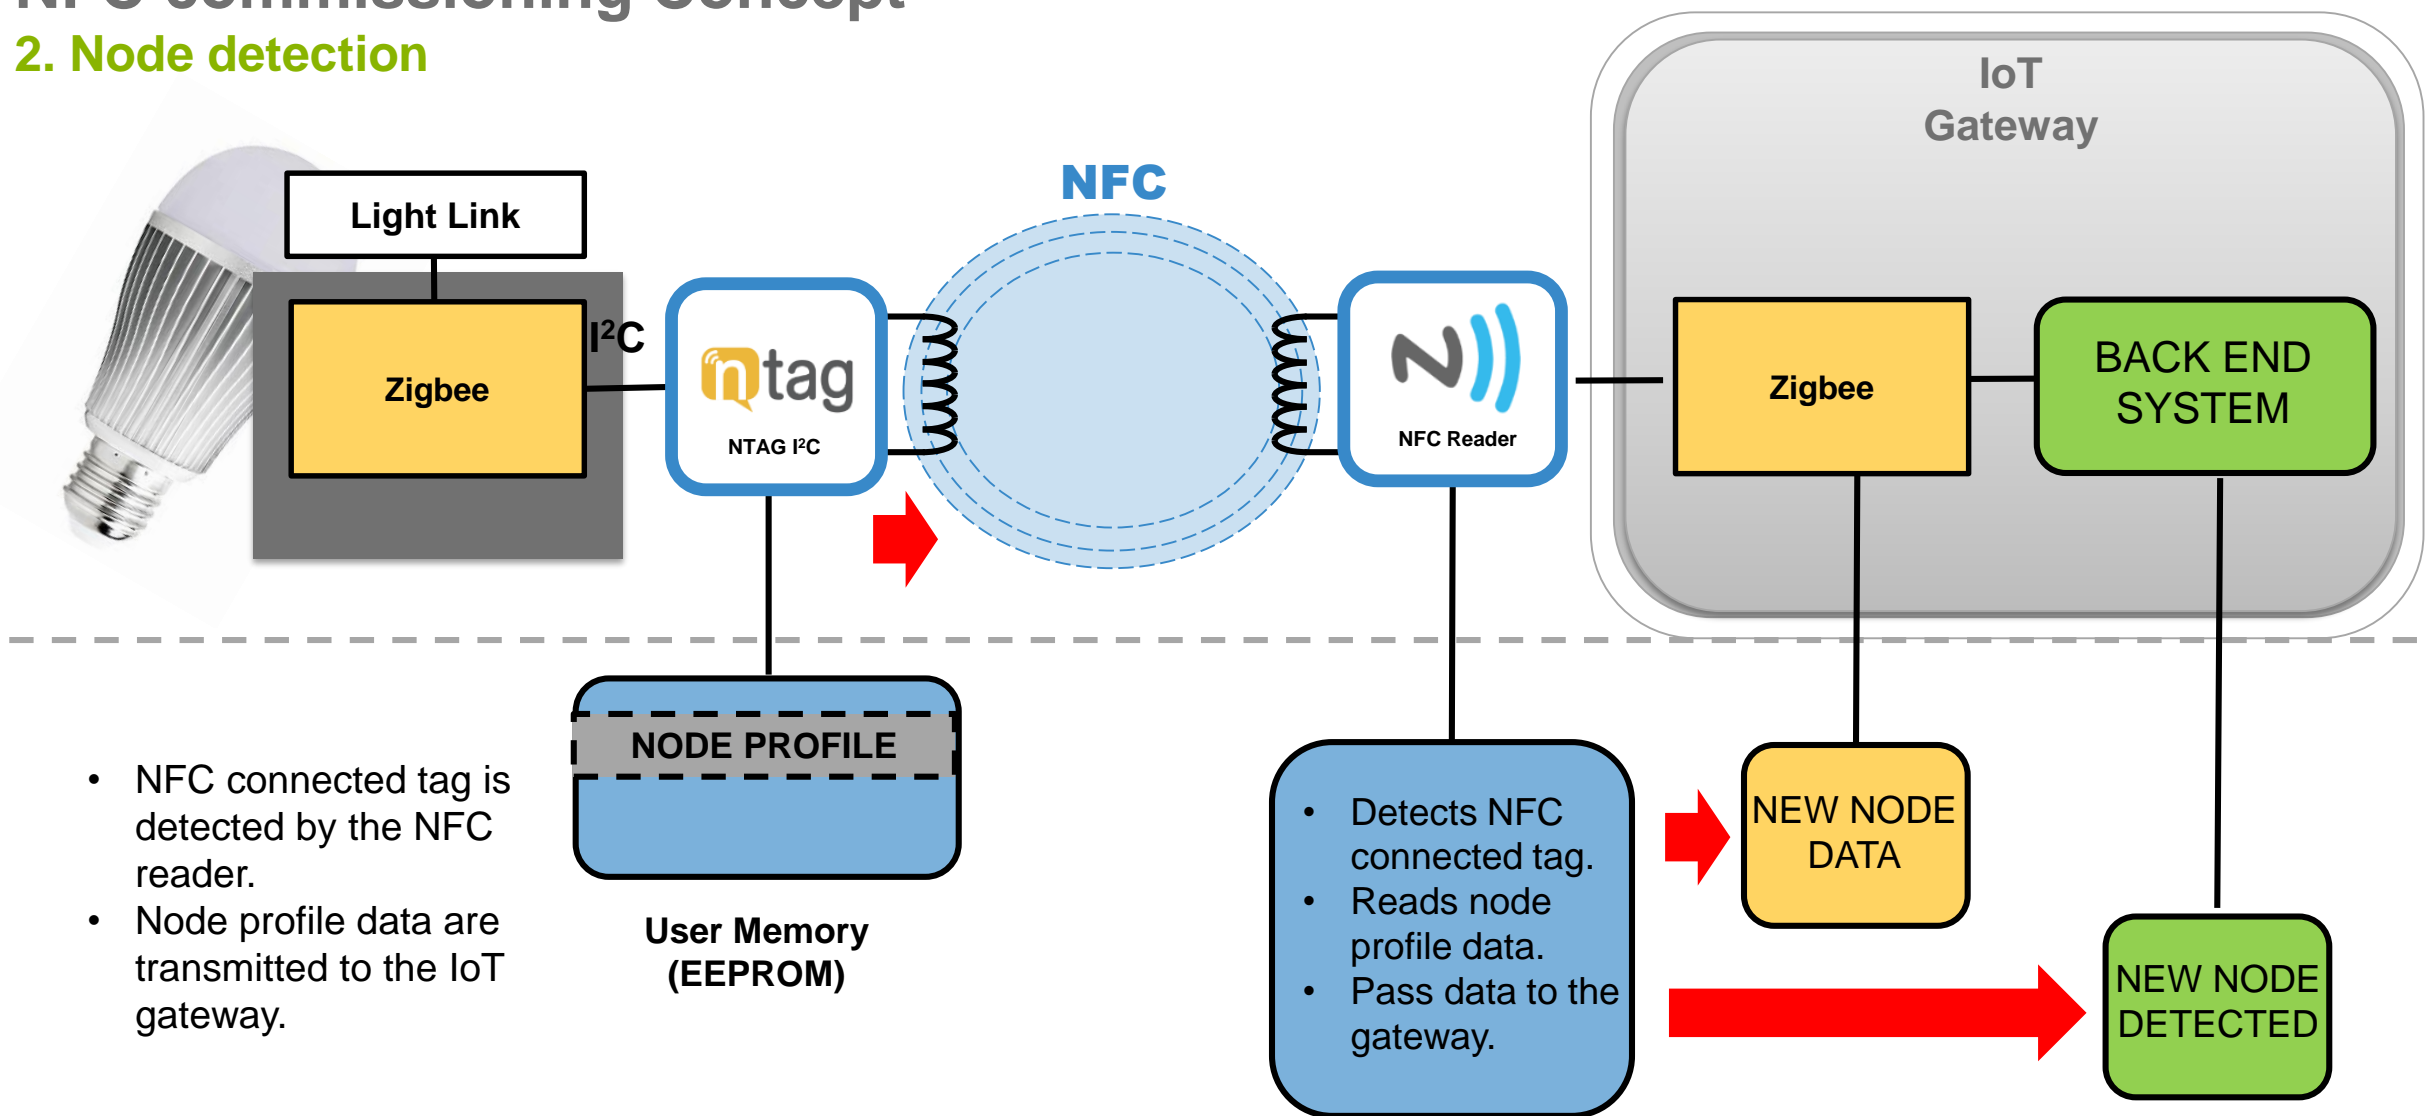 NFC commissioning Concept
2. Node detection
IoT
Gateway
NFC
Light Link
I²C
Zigbee
ntag
NTAG I²C
NFC Reader
Zigbee
BACK END
SYSTEM
NODE PROFILE
User Memory
(EEPROM)
• NFC connected tag is
detected by the NFC
reader.
• Node profile data are
transmitted to the IoT
gateway.
• Detects NFC
connected tag.
• Reads node
profile data.
• Pass data to the
gateway.
NEW NODE
DATA
NEW NODE
DETECTED